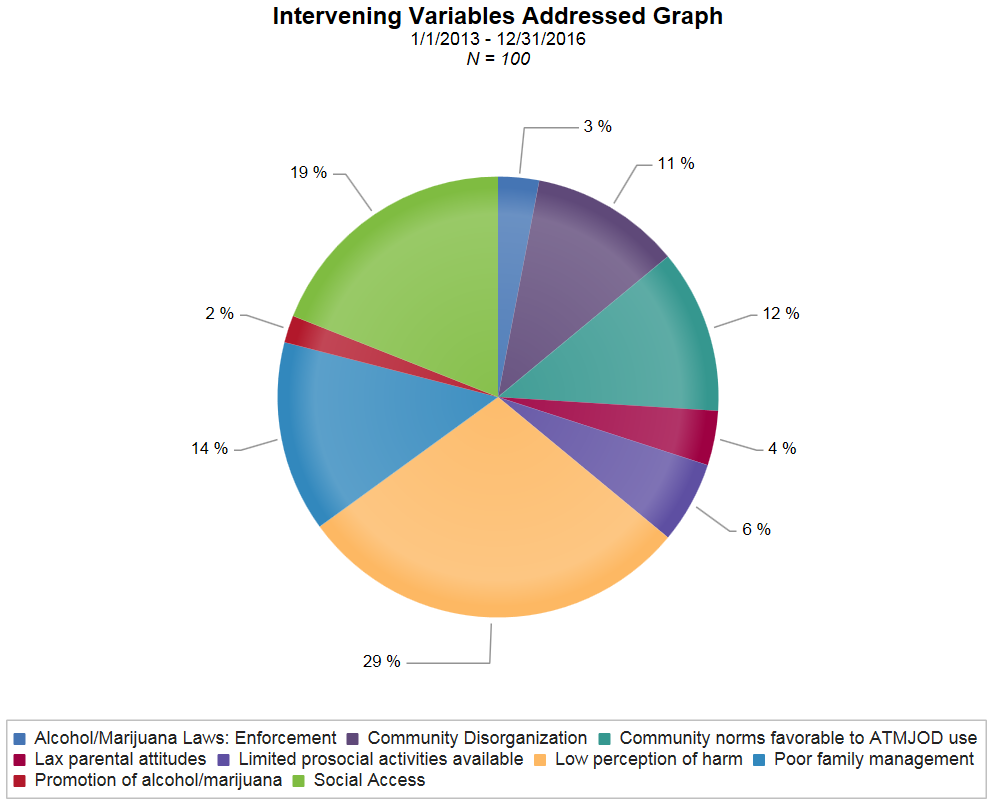 Intervening Variables Addressed Graph
1/1/2013 - 12/31/2016
N = 100
3 %
11 %
19 %
2 %
12 %
14 %
4 %
6 %
29 %
Alcohol/Marijuana Laws: Enforcement Community Disorganization Community norms favorable to ATMJOD use
Lax parental attitudes Limited prosocial activities available Low perception of harm Poor family management
Promotion of alcohol/marijuana Social Access